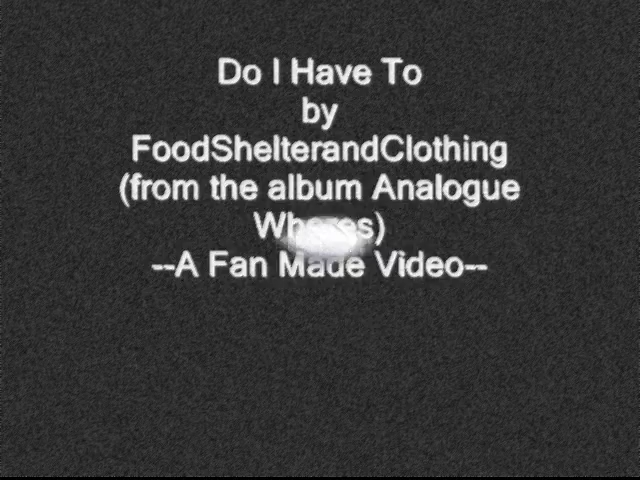 Do I Have To
by
FoodShelterandClothing
(from the album Analogue
--A Fan Made Video--